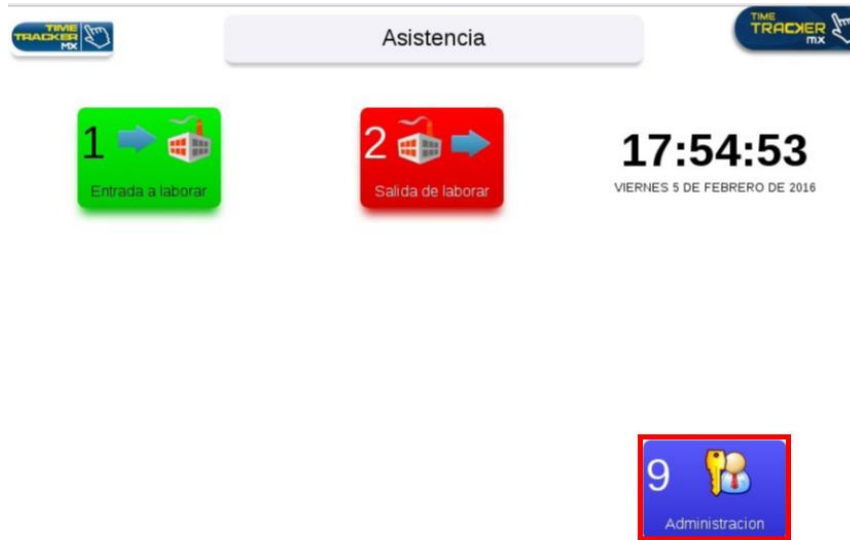 TIME
TRACKER
MX
Asistencia
TIME
TRACKER
mx
1
Entrada a laborar
2
Salida de laborar
17:54:53
VIERNES 5 DE FEBRERO DE 2016
9
Administracion